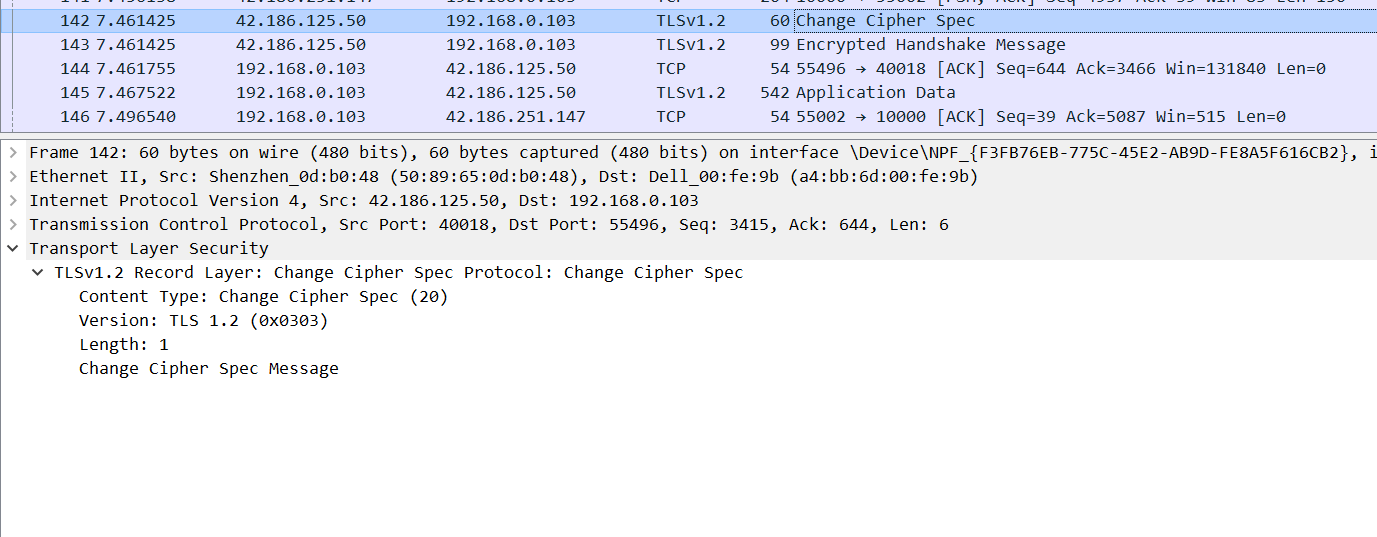 142 7.461425 42.186.125.50 192.168.0.103 TLSv1.2 60 Change Cipher Spec
143 7.461425 42.186.125.50 192.168.0.103 TLSv1.2 99 Encrypted Handshake Message
144 7.461755 192.168.0.103 42.186.125.50 TCP 54 55496 → 40018 [ACK] Seq=644 Ack=3466 Win=131840 Len=0
145 7.467522 192.168.0.103 42.186.125.50 TLSv1.2 542 Application Data
146 7.496540 192.168.0.103 42.186.251.147 TCP 54 55002 → 10000 [ACK] Seq=39 Ack=5087 Win=515 Len=0
Frame 142: 60 bytes on wire (480 bits), 60 bytes captured (480 bits) on interface \Device\NPF_{F3FB76EB-775C-45E2-AB9D-FE8A5F616CB2}, i
Ethernet II, Src: Shenzhen_0d:b0:48 (50:89:65:0d:b0:48), Dst: Dell_00:fe:9b (a4:bb:6d:00:fe:9b)
Internet Protocol Version 4, Src: 42.186.125.50, Dst: 192.168.0.103
Transmission Control Protocol, Src Port: 40018, Dst Port: 55496, Seq: 3415, Ack: 644, Len: 6
Transport Layer Security
TLSv1.2 Record Layer: Change Cipher Spec Protocol: Change Cipher Spec
Content Type: Change Cipher Spec (20)
Version: TLS 1.2 (0x0303)
Length: 1
Change Cipher Spec Message